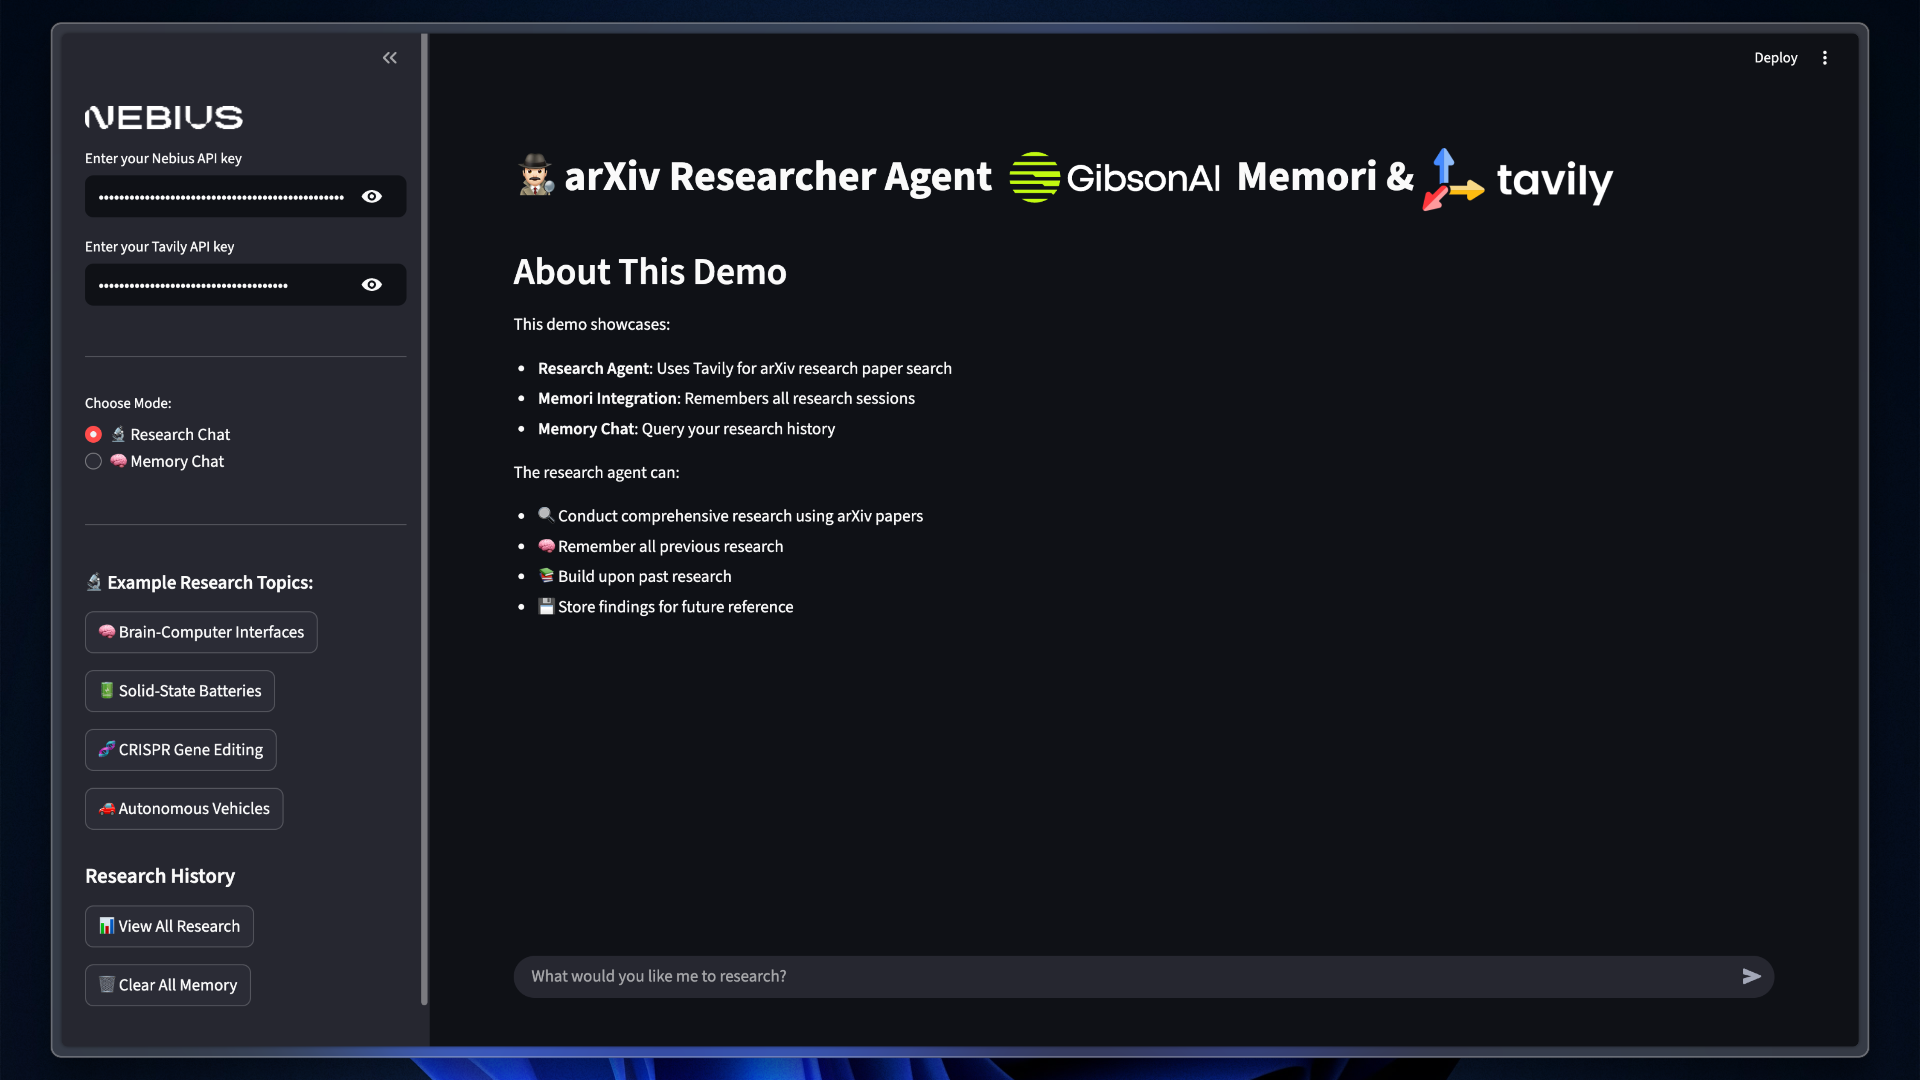 NEBIUS
Enter your Nebius API key
Enter your Tavily API key
Choose Mode:
Research Chat
Memory Chat
Example Research Topics:
Brain-Computer Interfaces
Solid-State Batteries
CRISPR Gene Editing
Autonomous Vehicles
Research History
View All Research
Clear All Memory
Deploy
arXiv Researcher Agent GibsonAI Memori & tavily
About This Demo
This demo showcases:
• Research Agent: Uses Tavily for arXiv research paper search
• Memori Integration: Remembers all research sessions
• Memory Chat: Query your research history
The research agent can:
• Conduct comprehensive research using arXiv papers
• Remember all previous research
• Build upon past research
• Store findings for future reference
What would you like me to research?